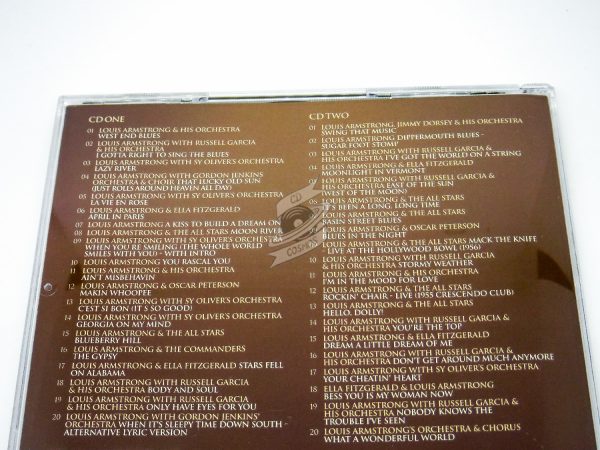 CD ONE
01 LOUIS ARMSTRONG & HIS ORCHESTRA
WEST END BLUES
02 LOUIS ARMSTRONG WITH RUSSELL GARCIA
& HIS ORCHESTRA
I GOTTA RIGHT TO SING THE BLUES
03 LOUIS ARMSTRONG WITH SY OLIVER'S ORCHESTRA
LAZY RIVER
04 LOUIS ARMSTRONG WITH GORDON JENKINS'
ORCHESTRA & CHOIR THAT LUCKY OLD SUN
(JUST ROLLS AROUND HEAVEN ALL DAY)
05 LOUIS ARMSTRONG WITH SY OLIVER'S ORCHESTRA
LA VIE EN ROSE
06 LOUIS ARMSTRONG & ELLA FITZGERALD
APRIL IN PARIS
07 LOUIS ARMSTRONG A KISS TO BUILD A DREAM ON
08 LOUIS ARMSTRONG & THE ALL STARS MOON RIVER
09 LOUIS ARMSTRONG WITH SY OLIVER'S ORCHESTRA
WHEN YOU'RE SMILING (THE WHOLE WORLD
SMILES WITH YOU) - WITH INTRO
10 LOUIS ARMSTRONG YOU RASCAL YOU
11 LOUIS ARMSTRONG & HIS ORCHESTRA
AIN'T MISBEHAVIN
12 LOUIS ARMSTRONG & OSCAR PETERSON
MAKIN WHOOPEE
13 LOUIS ARMSTRONG WITH SY OLIVER'S ORCHESTRA
C'EST SI BON (IT'S SO GOOD)
14 LOUIS ARMSTRONG WITH SY OLIVER'S ORCHESTRA
GEORGIA ON MY MIND
15 LOUIS ARMSTRONG & THE ALL STARS
BLUEBERRY HILL
16 LOUIS ARMSTRONG & THE COMMANDERS
THE GYPSY
17 LOUIS ARMSTRONG & ELLA FITZGERALD STARS FELL
ON ALABAMA
18 LOUIS ARMSTRONG WITH RUSSELL GARCIA
& HIS ORCHESTRA BODY AND SOUL
19 LOUIS ARMSTRONG WITH RUSSELL GARCIA
& HIS ORCHESTRA ONLY HAVE EYES FOR YOU
20 LOUIS ARMSTRONG WITH GORDON JENKINS'
ORCHESTRA WHEN IT'S SLEEPY TIME DOWN SOUTH -
ALTERNATIVE LYRIC VERSION
CD TWO
01 LOUIS ARMSTRONG, JIMMY DORSEY & HIS ORCHESTRA
SWING THAT MUSIC
02 LOUIS ARMSTRONG DIPPERMOUTH BLUES -
SUGAR FOOT STOMP
03 LOUIS ARMSTRONG WITH RUSSELL GARCIA &
HIS ORCHESTRA I'VE GOT THE WORLD ON A STRING
04 LOUIS ARMSTRONG & ELLA FITZGERALD
MOONLIGHT IN VERMONT
05 LOUIS ARMSTRONG WITH RUSSELL GARCIA &
HIS ORCHESTRA EAST OF THE SUN
(WEST OF THE MOON)
06 LOUIS ARMSTRONG & THE ALL STARS
IT'S BEEN A LONG, LONG TIME
LOUIS ARMSTRONG & THE ALL STARS
BASIN STREET BLUES
LOUIS ARMSTRONG & OSCAR PETERSON
BLUES IN THE NIGHT
LOUIS ARMSTRONG & THE ALL STARS MACK THE KNIFE
- LIVE AT THE HOLLYWOOD BOWL (1956)
10 LOUIS ARMSTRONG WITH RUSSELL GARCIA &
HIS ORCHESTRA STORMY WEATHER
11 LOUIS ARMSTRONG & HIS ORCHESTRA
I'M IN THE MOOD FOR LOVE
12 LOUIS ARMSTRONG & THE ALL STARS
ROCKIN' CHAIR - LIVE (1955 CRESCENDO CLUB)
13 LOUIS ARMSTRONG & THE ALL STARS
HELLO, DOLLY!
14 LOUIS ARMSTRONG WITH RUSSELL GARCIA &
HIS ORCHESTRA YOU'RE THE TOP
15 LOUIS ARMSTRONG & ELLA FITZGERALD
DREAM A LITTLE DREAM OF ME
16 LOUIS ARMSTRONG WITH RUSSELL GARCIA &
HIS ORCHESTRA DON'T GET AROUND MUCH ANYMORE
17 LOUIS ARMSTRONG WITH SY OLIVER'S ORCHESTRA
YOUR CHEATIN' HEART
18 ELLA FITZGERALD & LOUIS ARMSTRONG
BESS YOU IS MY WOMAN NOW
19 LOUIS ARMSTRONG WITH RUSSELL GARCIA &
HIS ORCHESTRA NOBODY KNOWS THE
TROUBLE I'VE SEEN
20 LOUIS ARMSTRONG'S ORCHESTRA & CHORUS
WHAT A WONDERFUL WORLD
CD
COSMOS